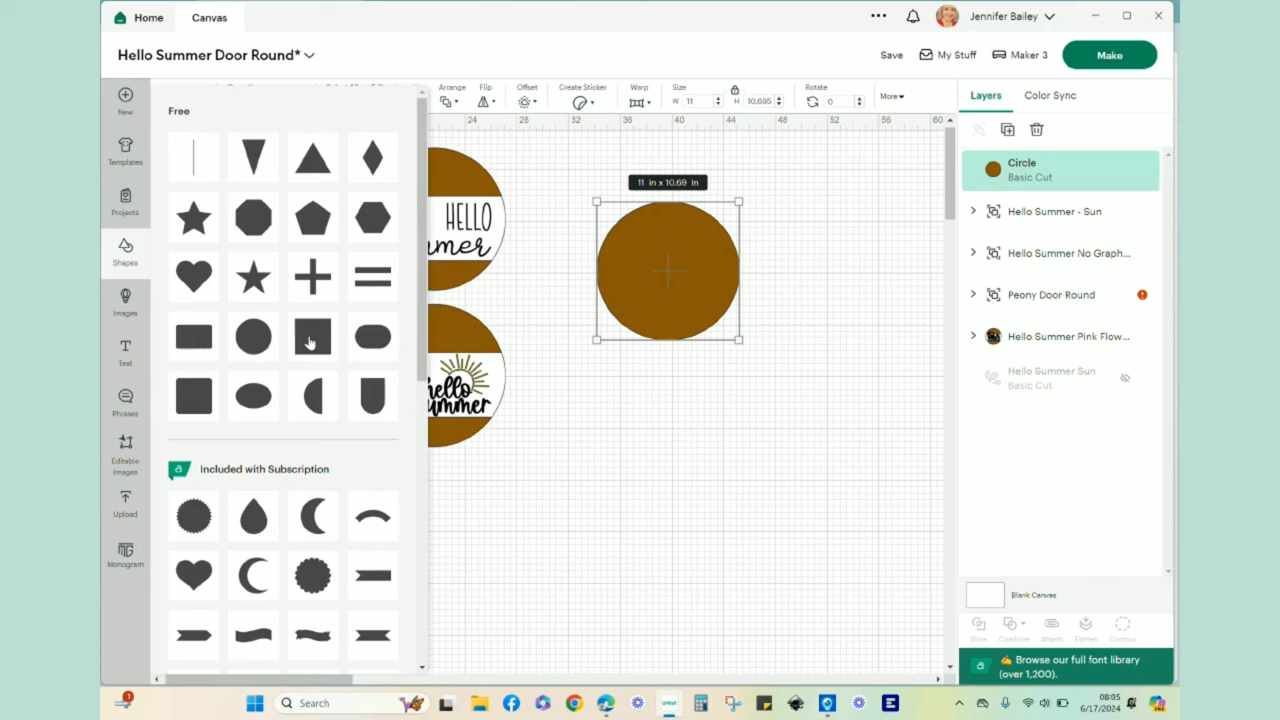 Home
Canvas
Jennifer Bailey
Hello Summer Door Round*
Save
My Stuff
Maker 3
Make
New
Templates
Projects
Shapes
Images
Text
Phrases
Editable
Images
Upload
Monogram
Free
Included with Subscription
Arrange
Flip
Offset
Create Sticker
Warp
Size
W 11
H 10.695
Rotate
0
More
24
28
32
36
40
44
48
52
56
60
11 in x 10.69 in
HELLO
mmer
hello
summer
Layers
Color Sync
Circle
Basic Cut
Hello Summer - Sun
Hello Summer No Graph...
Peony Door Round
Hello Summer Pink Flow...
Hello Summer Sun
Basic Cut
Blank Canvas
Slice
Combine
Attach
Flatten
Contour
Browse our full font library
(over 1,200).
1
Search
cricut
08:05
6/17/2024